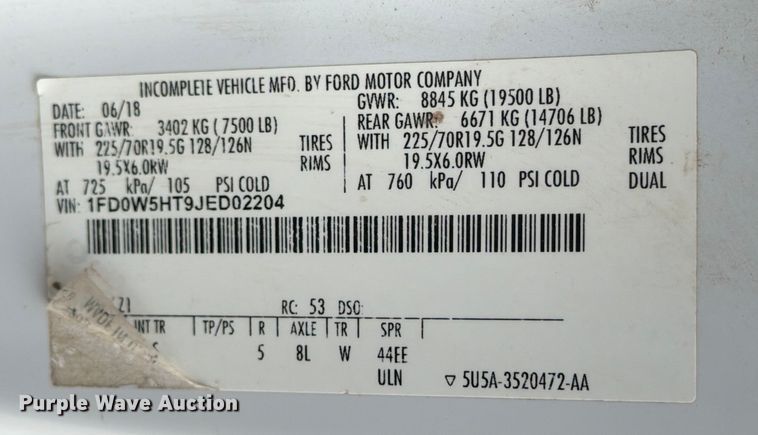 INCOMPLETE VEHICLE MFD. BY FORD MOTOR COMPANY
DATE: 06/18 GVWR: 8845 KG (19500 LB)
FRONT GAWR: 3402 KG (7500 LB) REAR GAWR: 6671 KG (14706 LB)
WITH 225/70R19.5G 128/126N TIRES WITH 225/70R19.5G 128/126N TIRES
19.5X6.0RW RIMS 19.5X6.0RW RIMS
AT 725 kPa/ 105 PSI COLD AT 760 kPa/ 110 PSI COLD DUAL
VIN: 1FD0W5HT9JED02204
RC: 53 DSO:
INT TR TP/PS R AXLE TR SPR
S 5 8L W 44EE
ULN ▽ 5U5A-3520472-AA
Purple Wave Auction